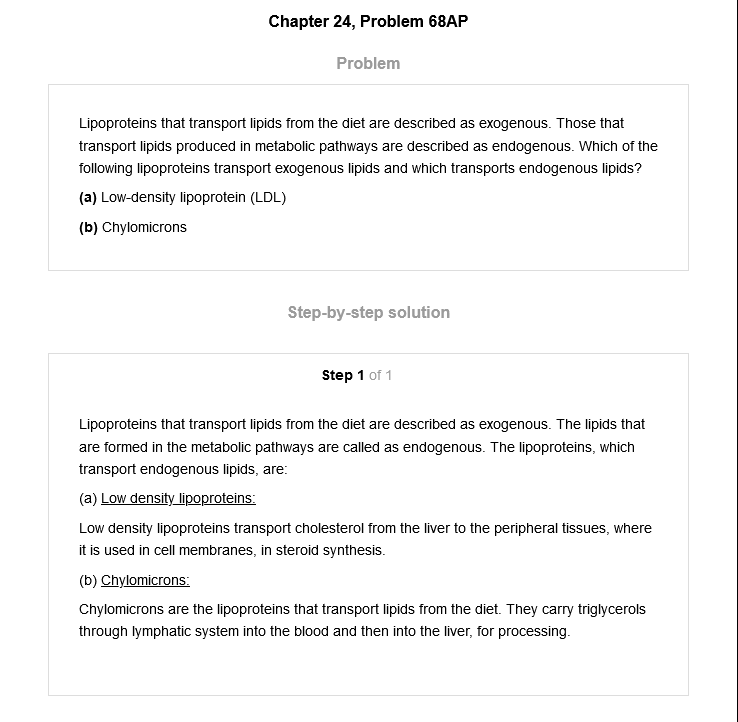 Chapter 24, Problem 68AP
Problem
Lipoproteins that transport lipids from the diet are described as exogenous. Those that
transport lipids produced in metabolic pathways are described as endogenous. Which of the
following lipoproteins transport exogenous lipids and which transports endogenous lipids?
(a) Low-density lipoprotein (LDL)
(b) Chylomicrons
Step-by-step solution
Step 1 of 1
Lipoproteins that transport lipids from the diet are described as exogenous. The lipids that
are formed in the metabolic pathways are called as endogenous. The lipoproteins, which
transport endogenous lipids, are:
(a) Low density lipoproteins:
Low density lipoproteins transport cholesterol from the liver to the peripheral tissues, where
it is used in cell membranes, in steroid synthesis.
(b) Chylomicrons:
Chylomicrons are the lipoproteins that transport lipids from the diet. They carry triglycerols
through lymphatic system into the blood and then into the liver, for processing.